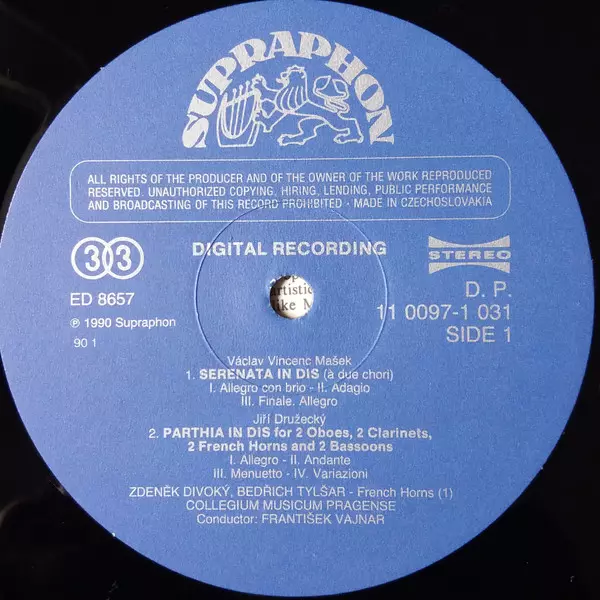 SUPRAPHON
ALL RIGHTS OF THE PRODUCER AND OF THE OWNER OF THE WORK REPRODUCED
RESERVED. UNAUTHORIZED COPYING, HIRING, LENDING, PUBLIC PERFORMANCE
AND BROADCASTING OF THIS RECORD PROHIBITED · MADE IN CZECHOSLOVAKIA
33
DIGITAL RECORDING
STEREO
ED 8657
D. P.
℗ 1990 Supraphon
11 0097-1 031
90 1
SIDE 1
Václav Vincenc Mašek
1. SERENATA IN DIS (à due chori)
I. Allegro con brio - II. Adagio
III. Finale. Allegro
Jiří Družecký
2. PARTHIA IN DIS for 2 Oboes, 2 Clarinets,
2 French Horns and 2 Bassoons
I. Allegro - II. Andante
III. Menuetto - IV. Variazioni
ZDENĚK DIVOKÝ, BEDŘICH TYLŠAR - French Horns (1)
COLLEGIUM MUSICUM PRAGENSE
Conductor: FRANTIŠEK VAJNAR